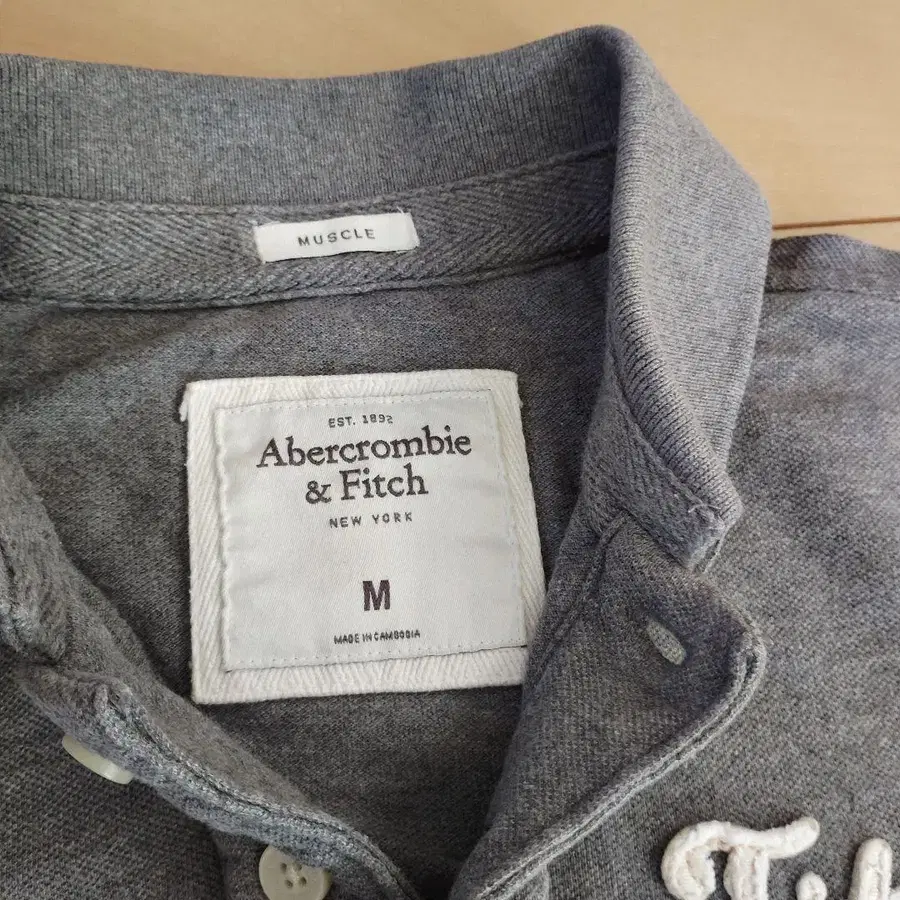 MUSCLE
EST. 1892
Abercrombie
& Fitch
NEW YORK
M
MADE IN CAMBODIA